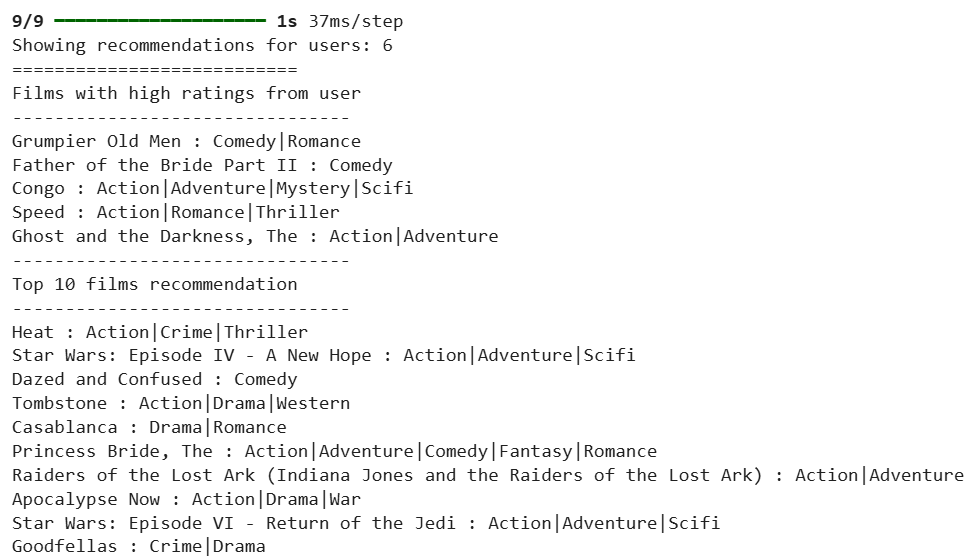 9/9 ━━━━━━━━━━━━━━━━━━━━ 1s 37ms/step
Showing recommendations for users: 6
===========================
Films with high ratings from user
--------------------------------
Grumpier Old Men : Comedy|Romance
Father of the Bride Part II : Comedy
Congo : Action|Adventure|Mystery|Scifi
Speed : Action|Romance|Thriller
Ghost and the Darkness, The : Action|Adventure
--------------------------------
Top 10 films recommendation
--------------------------------
Heat : Action|Crime|Thriller
Star Wars: Episode IV - A New Hope : Action|Adventure|Scifi
Dazed and Confused : Comedy
Tombstone : Action|Drama|Western
Casablanca : Drama|Romance
Princess Bride, The : Action|Adventure|Comedy|Fantasy|Romance
Raiders of the Lost Ark (Indiana Jones and the Raiders of the Lost Ark) : Action|Adventure
Apocalypse Now : Action|Drama|War
Star Wars: Episode VI - Return of the Jedi : Action|Adventure|Scifi
Goodfellas : Crime|Drama